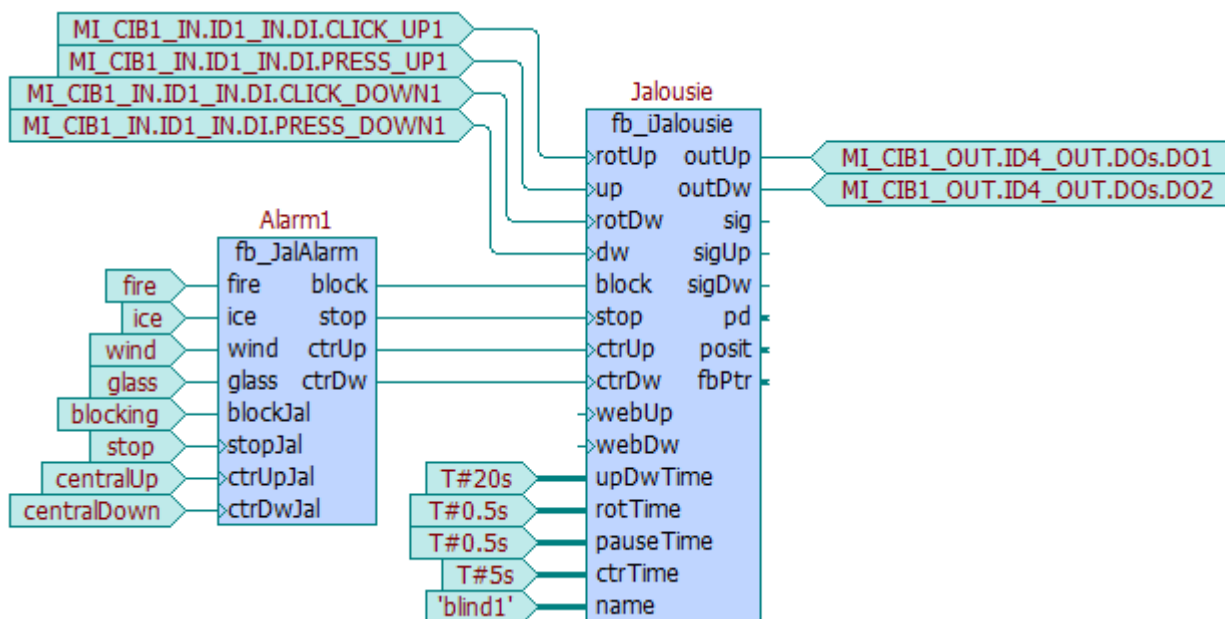 MI_CIB1_IN.ID1_IN.DI.CLICK_UP1
MI_CIB1_IN.ID1_IN.DI.PRESS_UP1
MI_CIB1_IN.ID1_IN.DI.CLICK_DOWN1
MI_CIB1_IN.ID1_IN.DI.PRESS_DOWN1
Jalousie
fb_iJalousie
rotUp outUp MI_CIB1_OUT.ID4_OUT.DOs.DO1
up outDw MI_CIB1_OUT.ID4_OUT.DOs.DO2
rotDw sig
dw sigUp
block sigDw
stop pd
ctrUp posit
ctrDw fbPtr
webUp
webDw
T#20s upDwTime
T#0.5s rotTime
T#0.5s pauseTime
T#5s ctrTime
'blind1' name
Alarm1
fb_JalAlarm
fire fire block
ice ice stop
wind wind ctrUp
glass glass ctrDw
blocking blockJal
stop stopJal
centralUp ctrUpJal
centralDown ctrDwJal